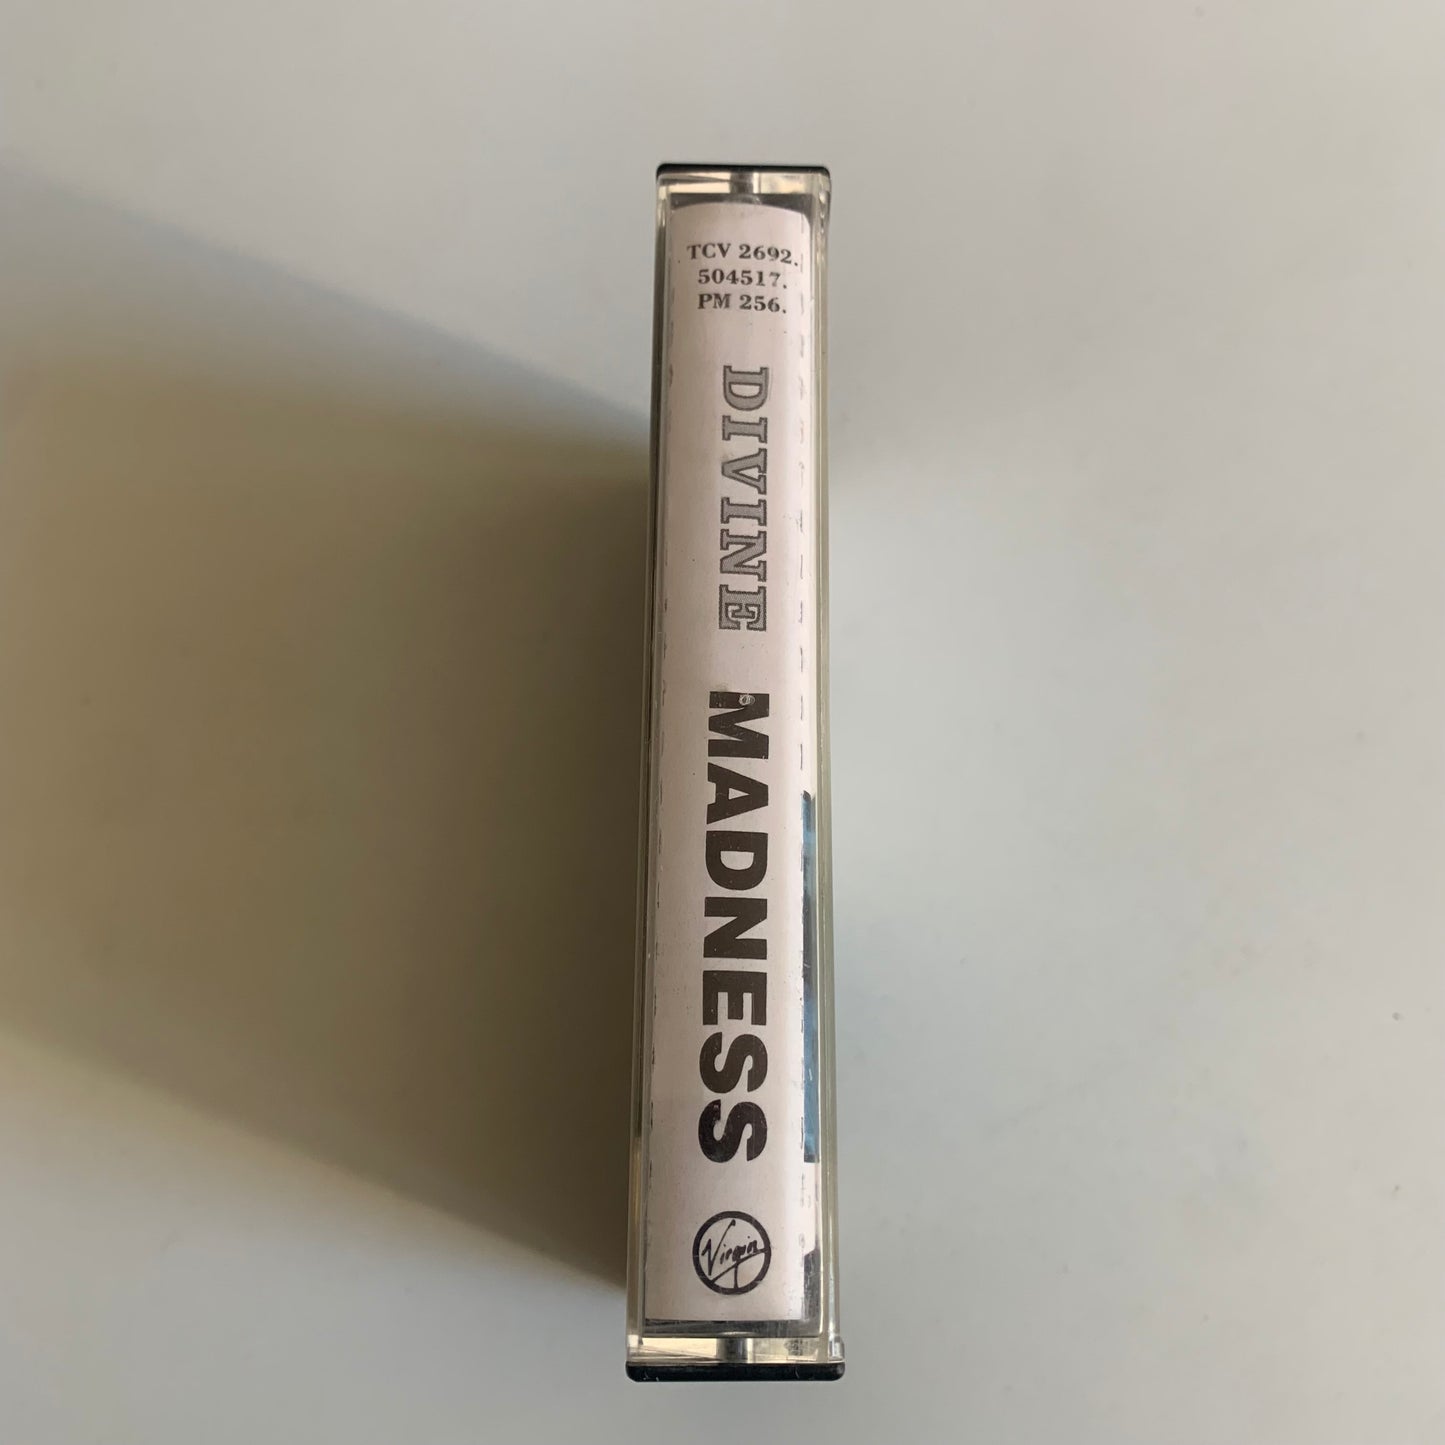 TCV 2692.
504517.
PM 256.
DIVINE MADNESS
Virgin